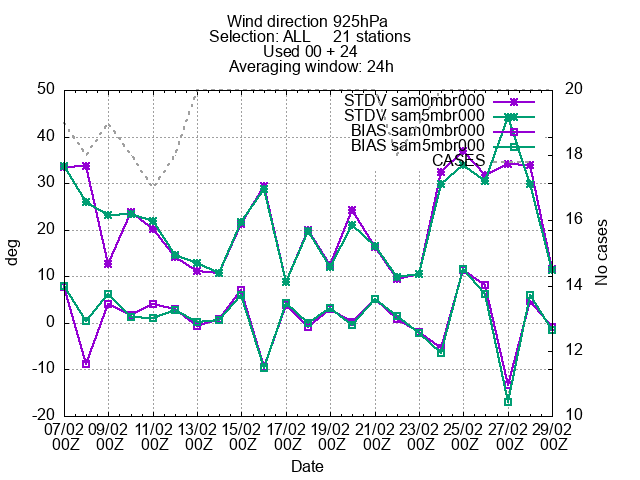 Wind direction 925hPa
Selection: ALL 21 stations
Used 00 + 24
Averaging window: 24h
50
40
30
20
10
0
-10
-20
deg
20
18
16
14
12
10
No cases
STDV sam0mbr000
STDV sam5mbr000
BIAS sam0mbr000
BIAS sam5mbr000
CASES
07/02 09/02 11/02 13/02 15/02 17/02 19/02 21/02 23/02 25/02 27/02 29/02
00Z 00Z 00Z 00Z 00Z 00Z 00Z 00Z 00Z 00Z 00Z 00Z
Date